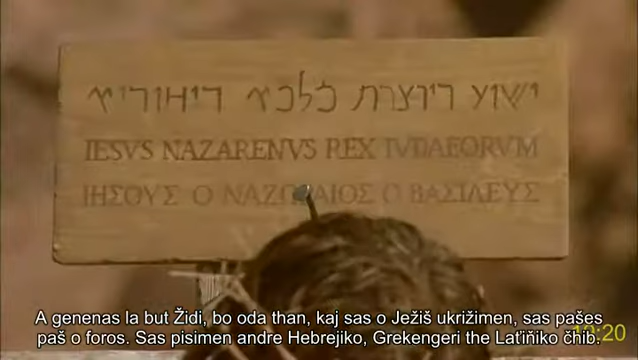 ישוע דנוצרת מלכא דיהודיא
IESVS NAZARENVS REX IVDAEORVM
ΙΗΣΟΥΣ Ο ΝΑΖΩΡΑΙΟΣ Ο ΒΑΣΙΛΕΥΣ
A genenas la but Židi, bo oda than, kaj sas o Ježiš ukrižimen, sas pašes
paš o foros. Sas pisimen andre Hebrejiko, Grekengeri the Laťiňiko čhib.